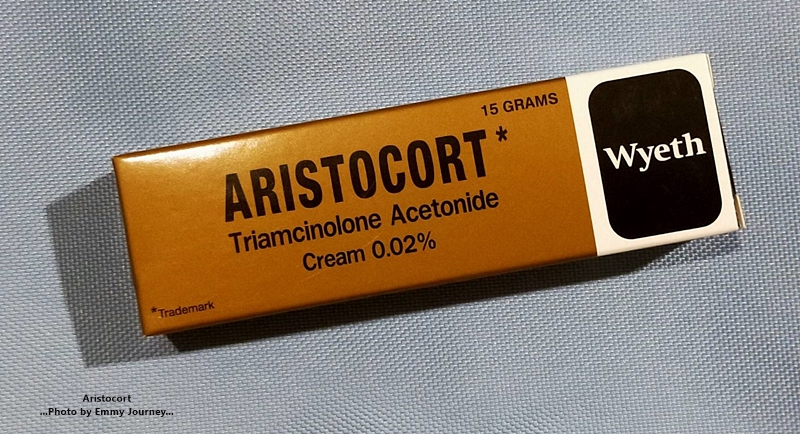 15 GRAMS
ARISTOCORT*
Triamcinolone Acetonide
Cream 0.02%
*Trademark
Wyeth
Aristocort
...Photo by Emmy Journey...